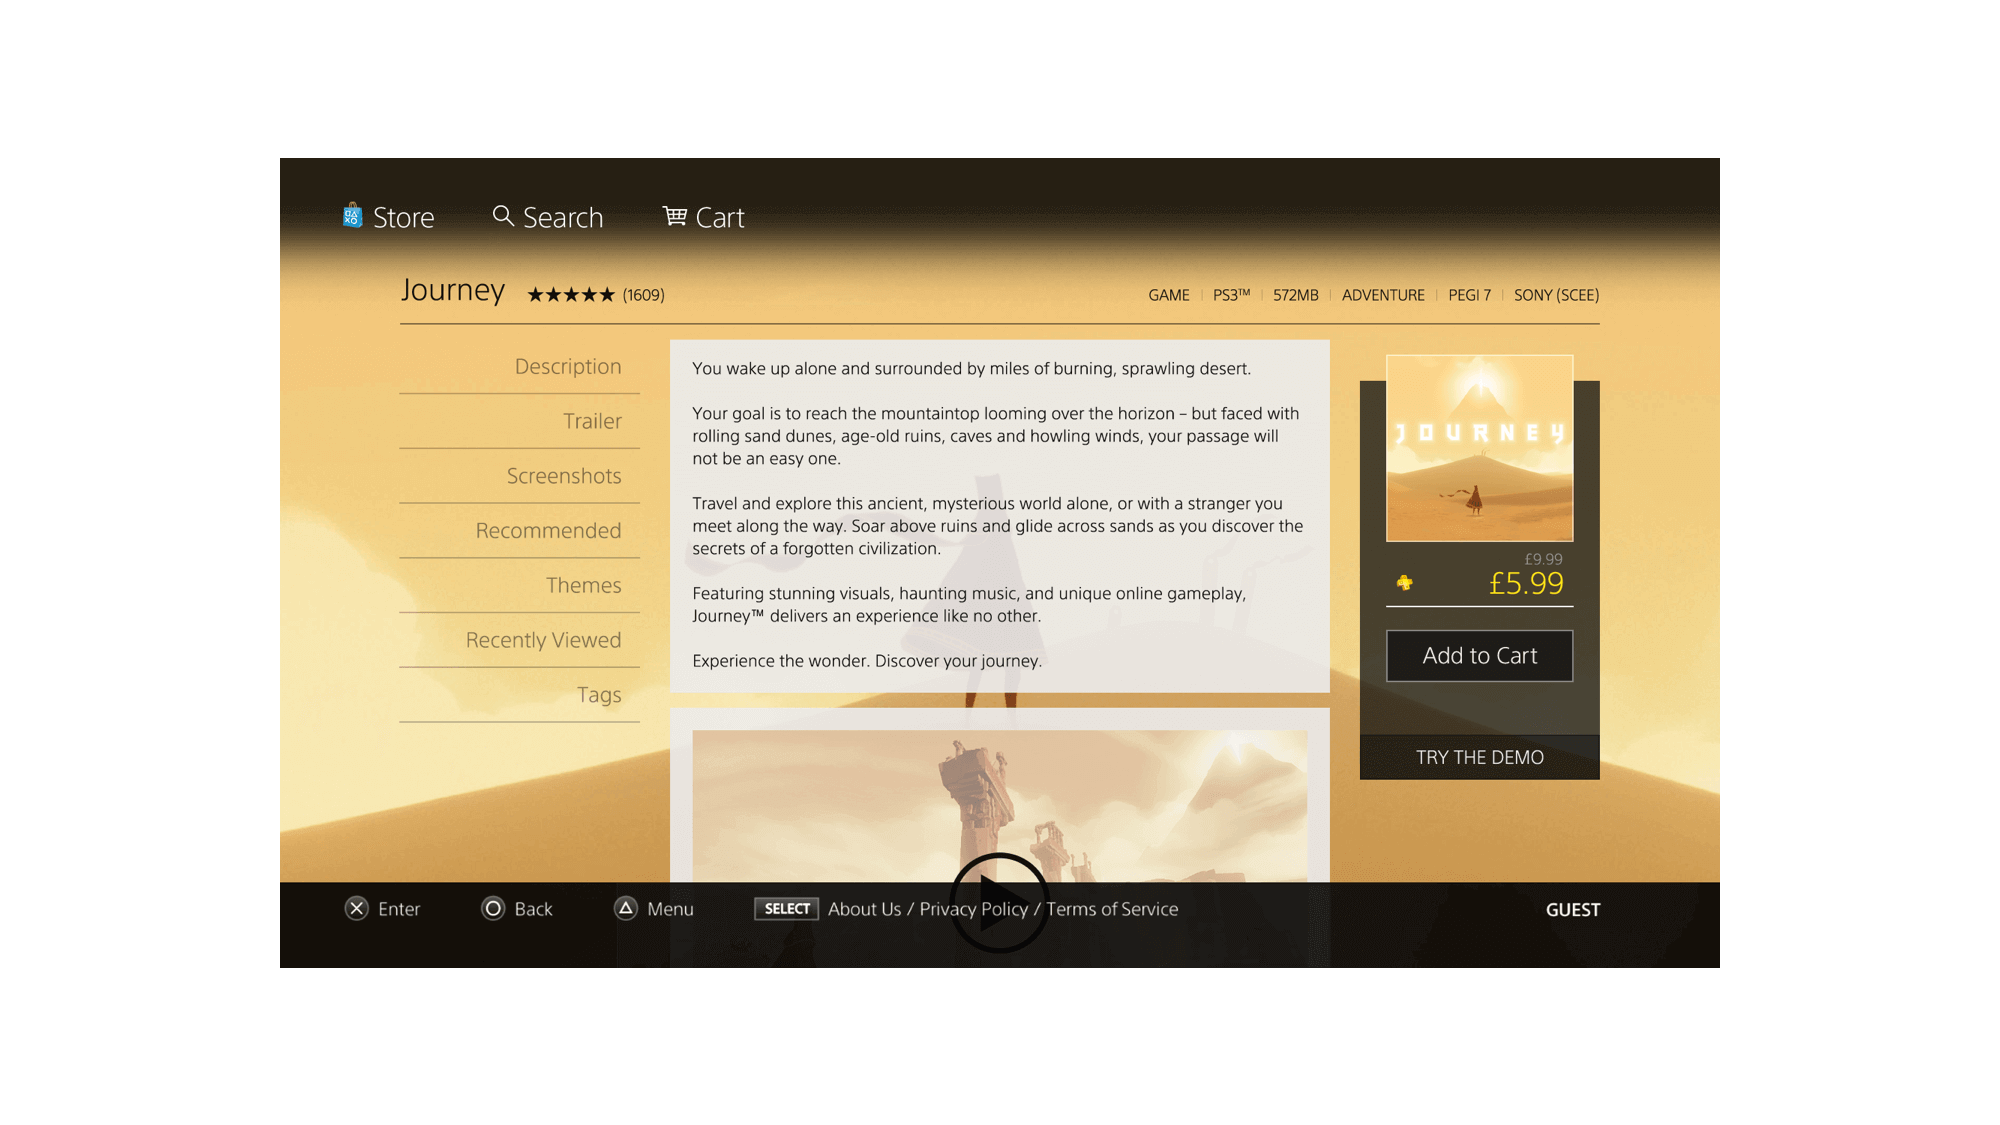 Store
Search
Cart
Journey ★★★★★ (1609)
GAME | PS3™ | 572MB | ADVENTURE | PEGI 7 | SONY (SCEE)
Description
Trailer
Screenshots
Recommended
Themes
Recently Viewed
Tags
You wake up alone and surrounded by miles of burning, sprawling desert.
Your goal is to reach the mountaintop looming over the horizon – but faced with
rolling sand dunes, age-old ruins, caves and howling winds, your passage will
not be an easy one.
Travel and explore this ancient, mysterious world alone, or with a stranger you
meet along the way. Soar above ruins and glide across sands as you discover the
secrets of a forgotten civilization.
Featuring stunning visuals, haunting music, and unique online gameplay,
Journey™ delivers an experience like no other.
Experience the wonder. Discover your journey.
JOURNEY
£9.99
£5.99
Add to Cart
TRY THE DEMO
Enter
Back
Menu
SELECT About Us / Privacy Policy / Terms of Service
GUEST